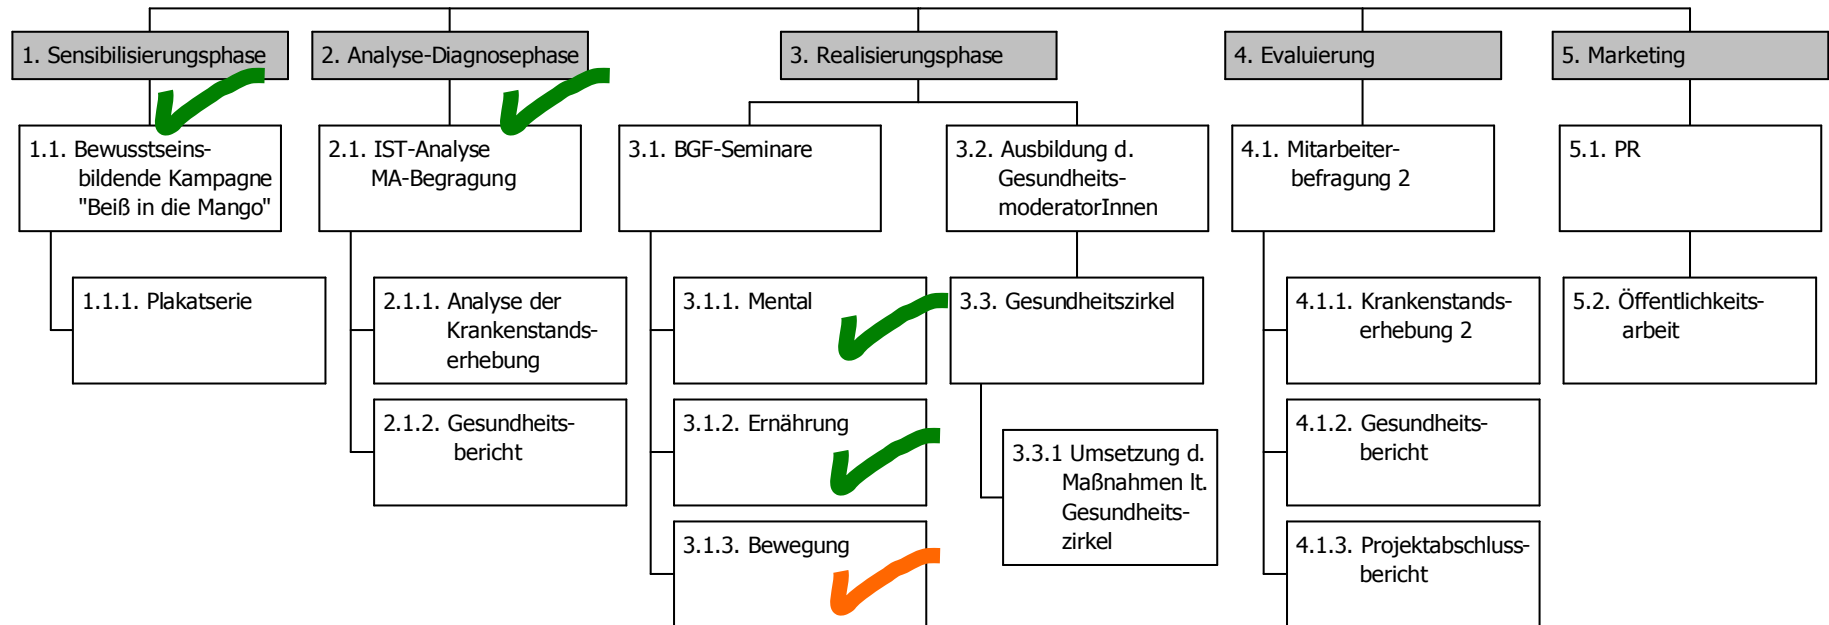 1. Sensibilisierungsphase
2. Analyse-Diagnosephase
3. Realisierungsphase
4. Evaluierung
5. Marketing
1.1. Bewusstseins-
bildende Kampagne
"Beiß in die Mango"
2.1. IST-Analyse
MA-Begragung
3.1. BGF-Seminare
3.2. Ausbildung d.
Gesundheits-
moderatorInnen
4.1. Mitarbeiter-
befragung 2
5.1. PR
1.1.1. Plakatserie
2.1.1. Analyse der
Krankenstands-
erhebung
3.1.1. Mental
3.3. Gesundheitszirkel
4.1.1. Krankenstands-
erhebung 2
5.2. Öffentlichkeits-
arbeit
2.1.2. Gesundheits-
bericht
3.1.2. Ernährung
3.3.1 Umsetzung d.
Maßnahmen lt.
Gesundheits-
zirkel
4.1.2. Gesundheits-
bericht
3.1.3. Bewegung
4.1.3. Projektabschluss-
bericht